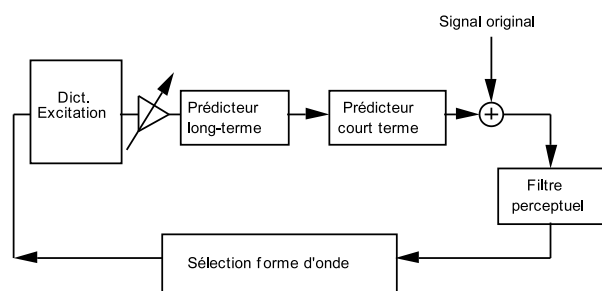 Signal original
Dict.
Excitation
Prédicteur
long-terme
Prédicteur
court terme
+
Filtre
perceptuel
Sélection forme d'onde